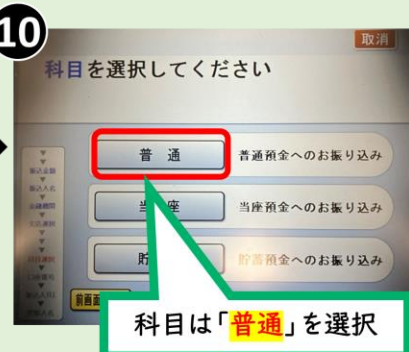 10
取消
科目を選択してください
普通 普通預金へのお振り込み
当座 当座預金へのお振り込み
貯 貯蓄預金へのお振り込み
前画面
科目は「普通」を選択